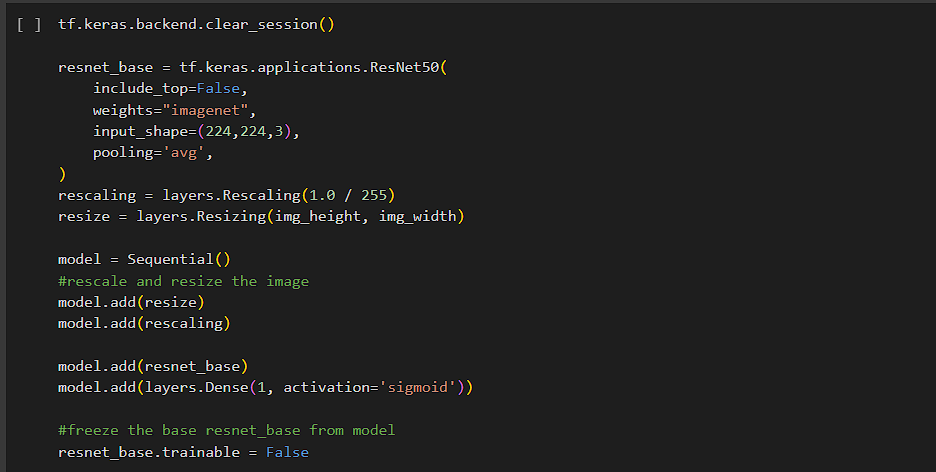 [ ] tf.keras.backend.clear_session()
resnet_base = tf.keras.applications.ResNet50(
include_top=False,
weights="imagenet",
input_shape=(224,224,3),
pooling='avg',
)
rescaling = layers.Rescaling(1.0 / 255)
resize = layers.Resizing(img_height, img_width)
model = Sequential()
#rescale and resize the image
model.add(resize)
model.add(rescaling)
model.add(resnet_base)
model.add(layers.Dense(1, activation='sigmoid'))
#freeze the base resnet_base from model
resnet_base.trainable = False